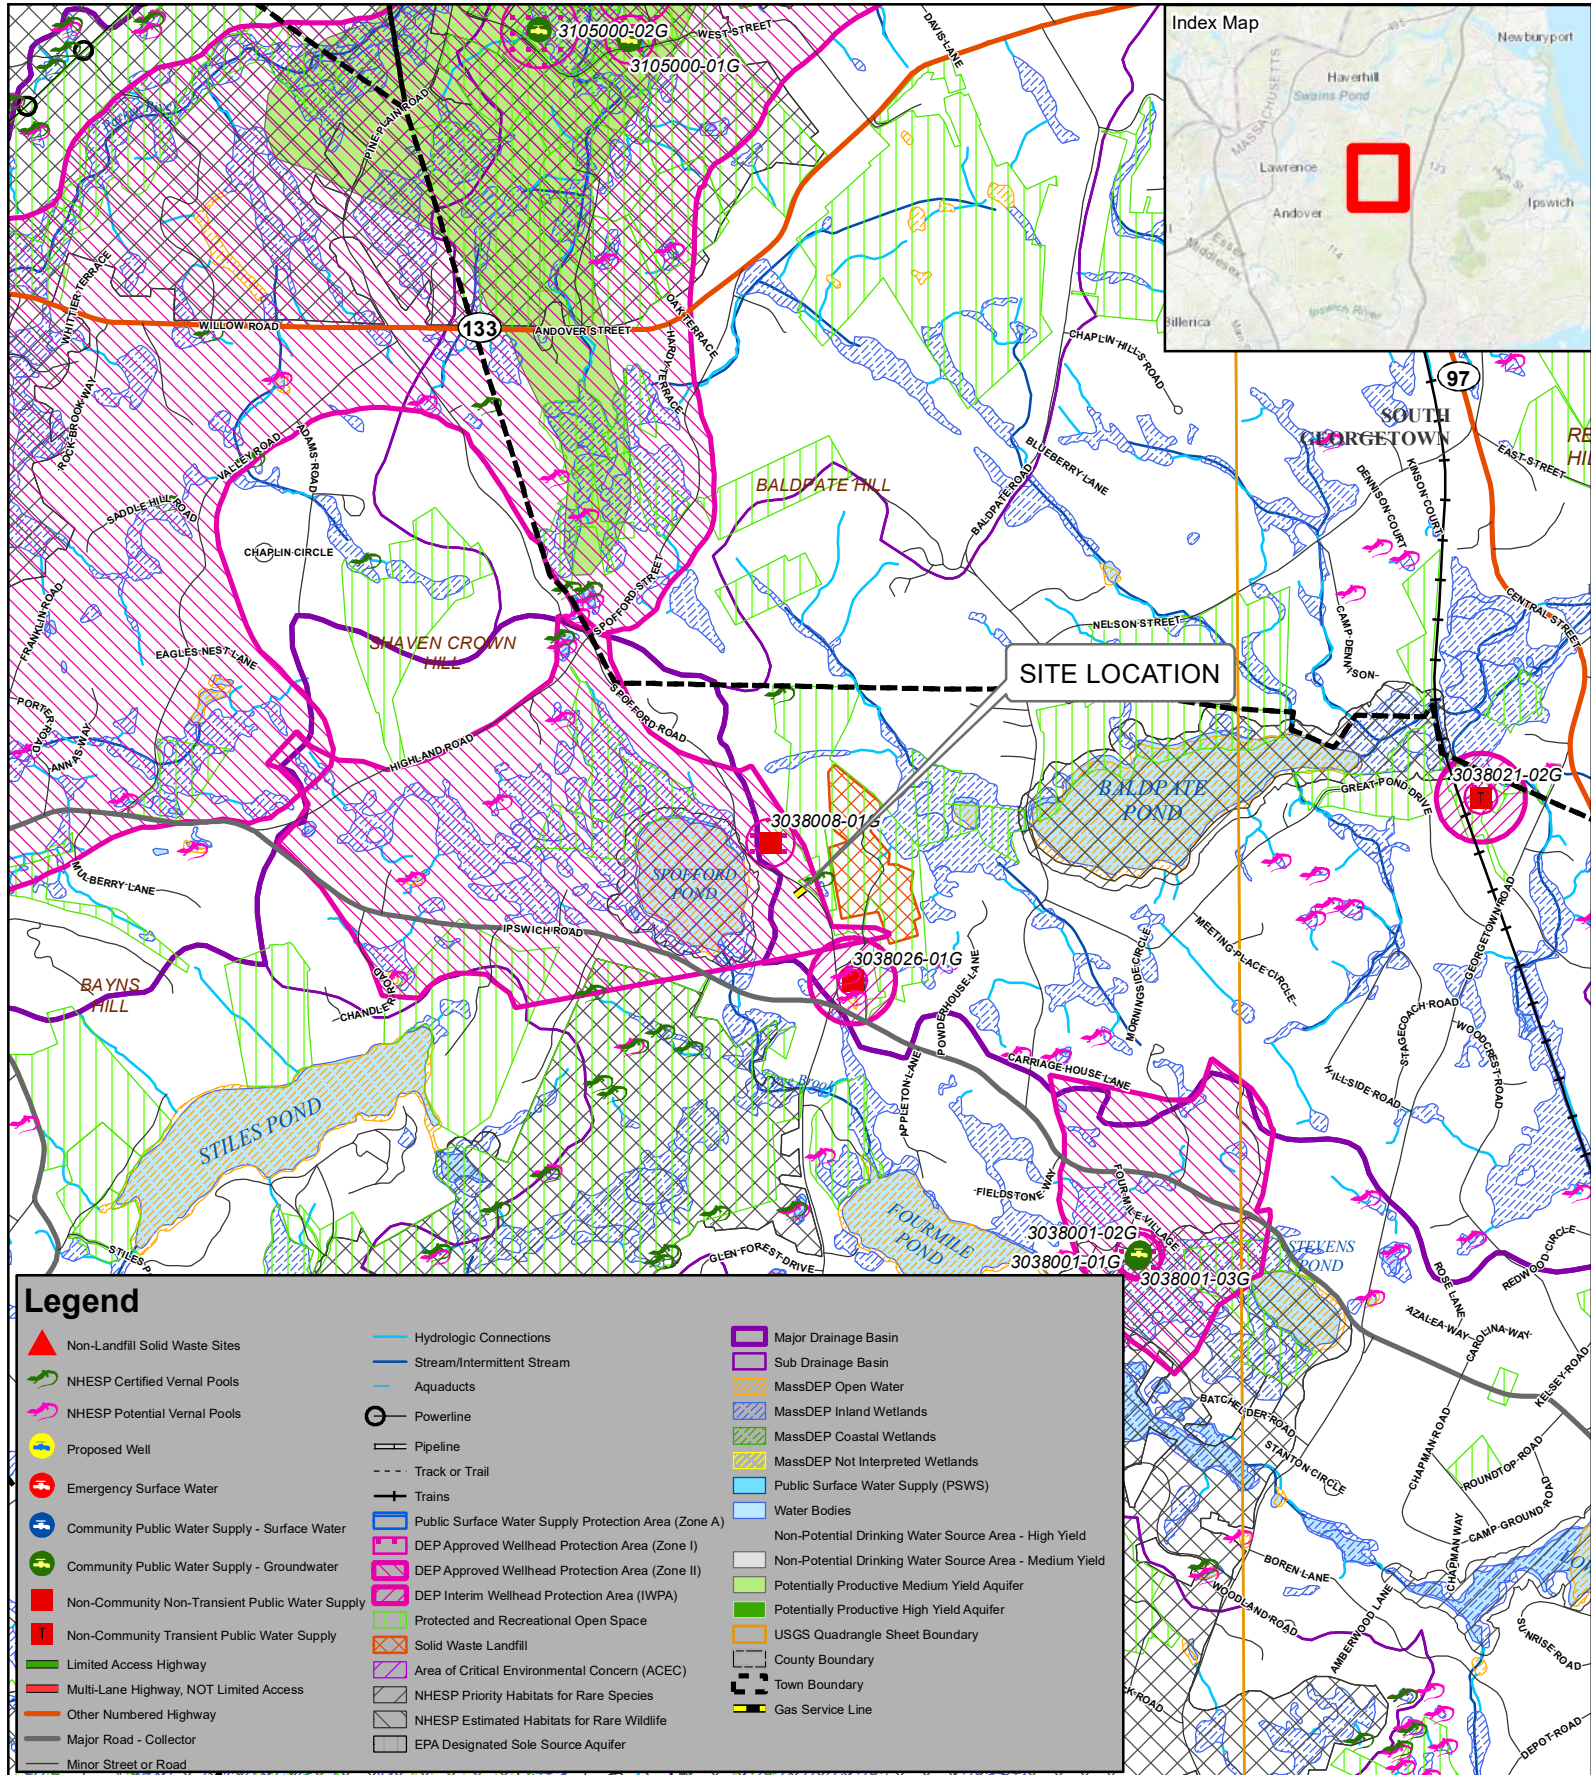 3105000-02G
WEST STREET
3105000-01G
DAVIS LANE
Index Map
Newburyport
495
Haverhill
Swains Pond
MASSACHUSETTS
Lawrence
133
Ipswich
Andover
Essex
Middlesex
114
Ipswich River
Billerica
Parker River
PINE PLAIN ROAD
WHITTIER TERRACE
WILLOW ROAD
133
ANDOVER STREET
OAK TERRACE
HARDY TERRACE
CHAPLIN HILLS ROAD
97
SOUTH
GEORGETOWN
ROCK BROOK WAY
VALLEY ROAD
ADAMS ROAD
SADDLE HILL ROAD
CHAPLIN CIRCLE
BALDPATE HILL
BLUEBERRY LANE
BALDPATE ROAD
DENNISON COURT
KINSON COURT
EAST STREET
FRANKLIN ROAD
SPOFFORD STREET
SHAVEN CROWN
HILL
EAGLES NEST LANE
NELSON STREET
CAMP DENNISON
CENTRAL STREET
SITE LOCATION
PORTER ROAD
ANNAS WAY
SPOFFORD ROAD
HIGHLAND ROAD
BALDPATE
POND
GREAT POND DRIVE
3038021-02G
T
3038008-01G
MULBERRY LANE
SPOFFORD
POND
IPSWICH ROAD
3038026-01G
BAYNS
HILL
CHANDLER ROAD
POWDERHOUSE LANE
MORNINGSIDE CIRCLE
MEETING PLACE CIRCLE
GEORGETOWN ROAD
STAGECOACH ROAD
WOODCREST ROAD
CARRIAGE HOUSE LANE
HILLSIDE ROAD
APPLETON LANE
STILES POND
FIELDSTONE WAY
FOUR MILE VILLAGE
FOURMILE
POND
GLEN FOREST DRIVE
3038001-02G
3038001-01G
3038001-03G
STEVENS
POND
ROSE LANE
REDWOOD CIRCLE
AZALEA WAY
CAROLINA WAY
KELSEY ROAD
BATCHELDER ROAD
STANTON CIRCLE
CHAPMAN ROAD
ROUNDTOP ROAD
CAMP GROUND ROAD
CHAPMAN WAY
BOREN LANE
WOODLAND ROAD
AMBERWOOD LANE
SUNRISE ROAD
DEPOT ROAD
Legend
Non-Landfill Solid Waste Sites
NHESP Certified Vernal Pools
NHESP Potential Vernal Pools
Proposed Well
Emergency Surface Water
Community Public Water Supply - Surface Water
Community Public Water Supply - Groundwater
Non-Community Non-Transient Public Water Supply
Non-Community Transient Public Water Supply
Limited Access Highway
Multi-Lane Highway, NOT Limited Access
Other Numbered Highway
Major Road - Collector
Minor Street or Road
Hydrologic Connections
Stream/Intermittent Stream
Aquaducts
Powerline
Pipeline
Track or Trail
Trains
Public Surface Water Supply Protection Area (Zone A)
DEP Approved Wellhead Protection Area (Zone I)
DEP Approved Wellhead Protection Area (Zone II)
DEP Interim Wellhead Protection Area (IWPA)
Protected and Recreational Open Space
Solid Waste Landfill
Area of Critical Environmental Concern (ACEC)
NHESP Priority Habitats for Rare Species
NHESP Estimated Habitats for Rare Wildlife
EPA Designated Sole Source Aquifer
Major Drainage Basin
Sub Drainage Basin
MassDEP Open Water
MassDEP Inland Wetlands
MassDEP Coastal Wetlands
MassDEP Not Interpreted Wetlands
Public Surface Water Supply (PSWS)
Water Bodies
Non-Potential Drinking Water Source Area - High Yield
Non-Potential Drinking Water Source Area - Medium Yield
Potentially Productive Medium Yield Aquifer
Potentially Productive High Yield Aquifer
USGS Quadrangle Sheet Boundary
County Boundary
Town Boundary
Gas Service Line